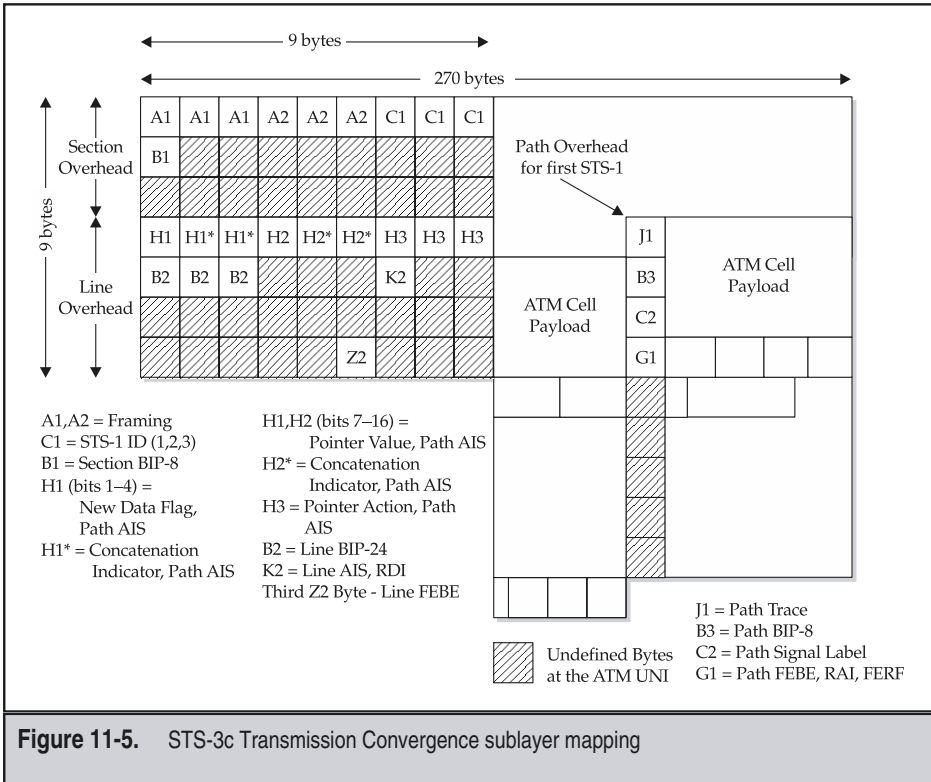 9 bytes
270 bytes
9 bytes
Section
Overhead
Line
Overhead
A1 A1 A1 A2 A2 A2 C1 C1 C1
B1
H1 H1* H1* H2 H2* H2* H3 H3 H3
B2 B2 B2 K2
Z2
Path Overhead
for first STS-1
J1
B3
C2
G1
ATM Cell
Payload
ATM Cell
Payload
A1,A2 = Framing
C1 = STS-1 ID (1,2,3)
B1 = Section BIP-8
H1 (bits 1–4) =
New Data Flag,
Path AIS
H1* = Concatenation
Indicator, Path AIS
H1,H2 (bits 7–16) =
Pointer Value, Path AIS
H2* = Concatenation
Indicator, Path AIS
H3 = Pointer Action, Path
AIS
B2 = Line BIP-24
K2 = Line AIS, RDI
Third Z2 Byte - Line FEBE
Undefined Bytes
at the ATM UNI
J1 = Path Trace
B3 = Path BIP-8
C2 = Path Signal Label
G1 = Path FEBE, RAI, FERF
Figure 11-5. STS-3c Transmission Convergence sublayer mapping